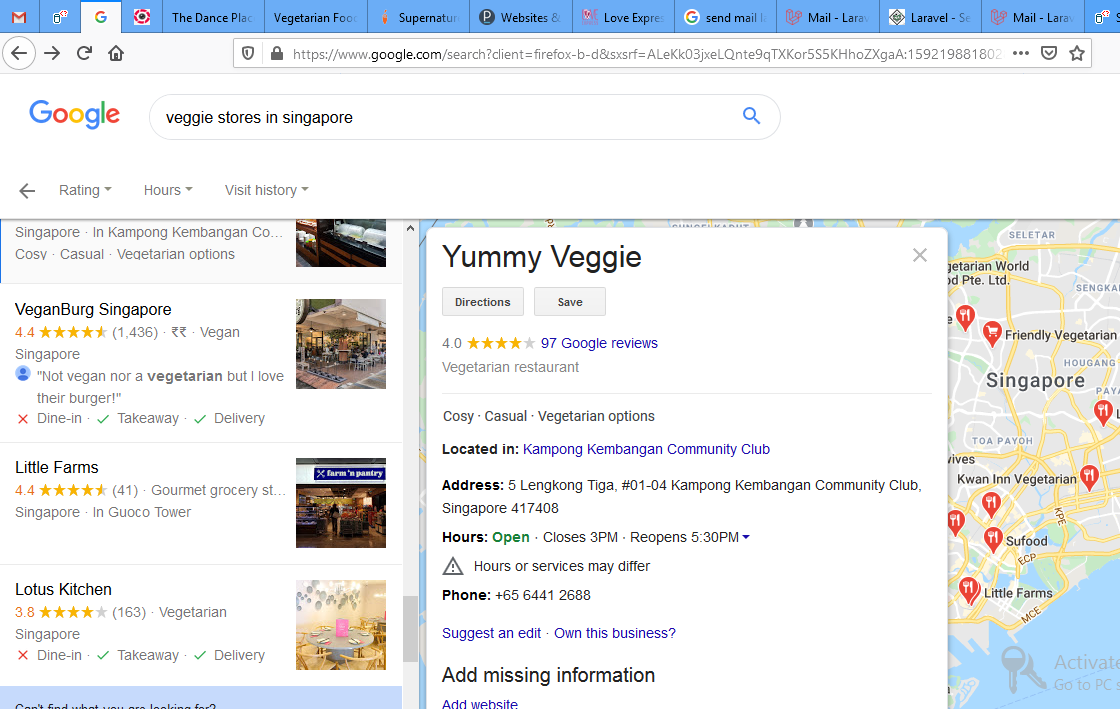 The Dance Plac
Vegetarian Food
Supernature
Websites &
Love Expres
send mail la
Mail - Larav
Laravel - Se
Mail - Larav
https://www.google.com/search?client=firefox-b-d&sxsrf=ALeKk03jxeLQnte9qTXKor5S5KHhoZXgaA:159219881802
Google
veggie stores in singapore
Rating
Hours
Visit history
Singapore · In Kampong Kembangan Co...
Cosy · Casual · Vegetarian options
VeganBurg Singapore
4.4 (1,436) · ₹₹ · Vegan
Singapore
"Not vegan nor a vegetarian but I love
their burger!"
Dine-in · Takeaway · Delivery
Little Farms
4.4 (41) · Gourmet grocery st...
Singapore · In Guoco Tower
farm 'n pantry
Lotus Kitchen
3.8 (163) · Vegetarian
Singapore
Dine-in · Takeaway · Delivery
Can't find what you are looking for?
Yummy Veggie
Directions
Save
4.0 97 Google reviews
Vegetarian restaurant
Cosy · Casual · Vegetarian options
Located in: Kampong Kembangan Community Club
Address: 5 Lengkong Tiga, #01-04 Kampong Kembangan Community Club,
Singapore 417408
Hours: Open · Closes 3PM · Reopens 5:30PM
Hours or services may differ
Phone: +65 6441 2688
Suggest an edit · Own this business?
Add missing information
Add website
SUNGEI KADUT
SELETAR
getarian World
od Pte. Ltd.
SENGKA
e
Friendly Vegetarian
HOUGANG
Singapore
PAYA
TOA PAYOH
vives
Kwan Inn Vegetarian
KPE
Sufood
ECP
Little Farms
MCE
Activate
Go to PC s